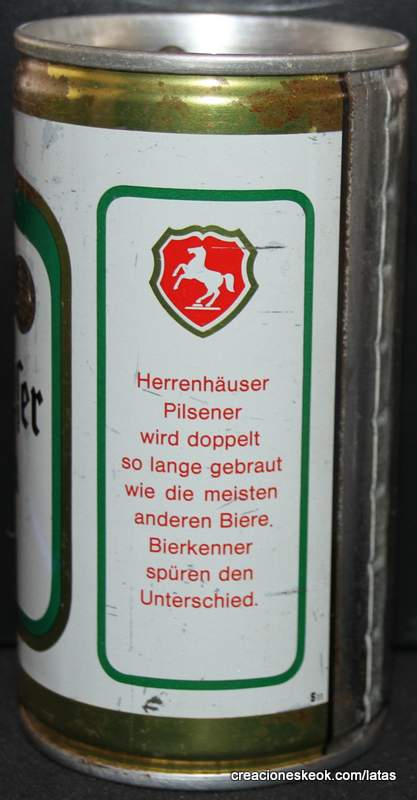 ser
Herrenhäuser
Pilsener
wird doppelt
so lange gebraut
wie die meisten
anderen Biere.
Bierkenner
spüren den
Unterschied.
creacioneskeok.com/latas